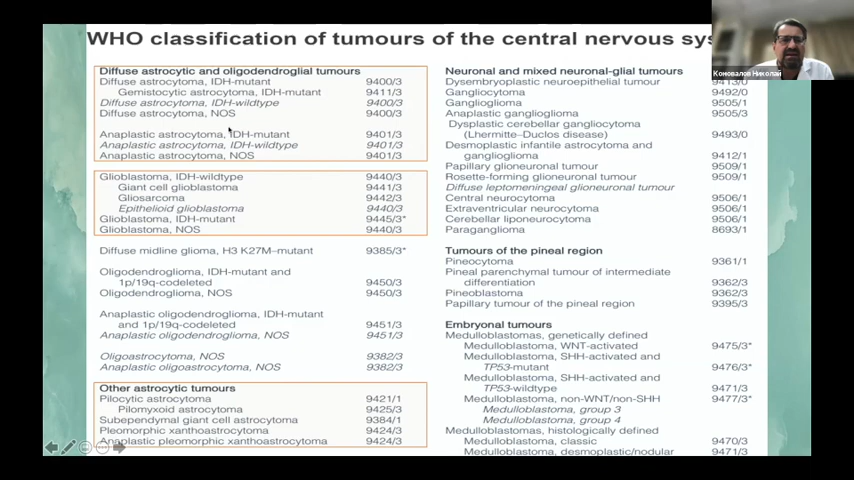 WHO classification of tumours of the central nervous sy
Коновалов Николай
Diffuse astrocytic and oligodendroglial tumours
Diffuse astrocytoma, IDH-mutant 9400/3
Gemistocytic astrocytoma, IDH-mutant 9411/3
Diffuse astrocytoma, IDH-wildtype 9400/3
Diffuse astrocytoma, NOS 9400/3
Anaplastic astrocytoma, IDH-mutant 9401/3
Anaplastic astrocytoma, IDH-wildtype 9401/3
Anaplastic astrocytoma, NOS 9401/3
Glioblastoma, IDH-wildtype 9440/3
Giant cell glioblastoma 9441/3
Gliosarcoma 9442/3
Epithelioid glioblastoma 9440/3
Glioblastoma, IDH-mutant 9445/3*
Glioblastoma, NOS 9440/3
Diffuse midline glioma, H3 K27M–mutant 9385/3*
Oligodendroglioma, IDH-mutant and
1p/19q-codeleted 9450/3
Oligodendroglioma, NOS 9450/3
Anaplastic oligodendroglioma, IDH-mutant
and 1p/19q-codeleted 9451/3
Anaplastic oligodendroglioma, NOS 9451/3
Oligoastrocytoma, NOS 9382/3
Anaplastic oligoastrocytoma, NOS 9382/3
Other astrocytic tumours
Pilocytic astrocytoma 9421/1
Pilomyxoid astrocytoma 9425/3
Subependymal giant cell astrocytoma 9384/1
Pleomorphic xanthoastrocytoma 9424/3
Anaplastic pleomorphic xanthoastrocytoma 9424/3
Neuronal and mixed neuronal-glial tumours
Dysembryoplastic neuroepithelial tumour 9413/0
Gangliocytoma 9492/0
Ganglioglioma 9505/1
Anaplastic ganglioglioma 9505/3
Dysplastic cerebellar gangliocytoma
(Lhermitte–Duclos disease) 9493/0
Desmoplastic infantile astrocytoma and
ganglioglioma 9412/1
Papillary glioneuronal tumour 9509/1
Rosette-forming glioneuronal tumour 9509/1
Diffuse leptomeningeal glioneuronal tumour
Central neurocytoma 9506/1
Extraventricular neurocytoma 9506/1
Cerebellar liponeurocytoma 9506/1
Paraganglioma 8693/1
Tumours of the pineal region
Pineocytoma 9361/1
Pineal parenchymal tumour of intermediate
differentiation 9362/3
Pineoblastoma 9362/3
Papillary tumour of the pineal region 9395/3
Embryonal tumours
Medulloblastomas, genetically defined
Medulloblastoma, WNT-activated 9475/3*
Medulloblastoma, SHH-activated and
TP53-mutant 9476/3*
Medulloblastoma, SHH-activated and
TP53-wildtype 9471/3
Medulloblastoma, non-WNT/non-SHH 9477/3*
Medulloblastoma, group 3
Medulloblastoma, group 4
Medulloblastomas, histologically defined
Medulloblastoma, classic 9470/3
Medulloblastoma, desmoplastic/nodular 9471/3